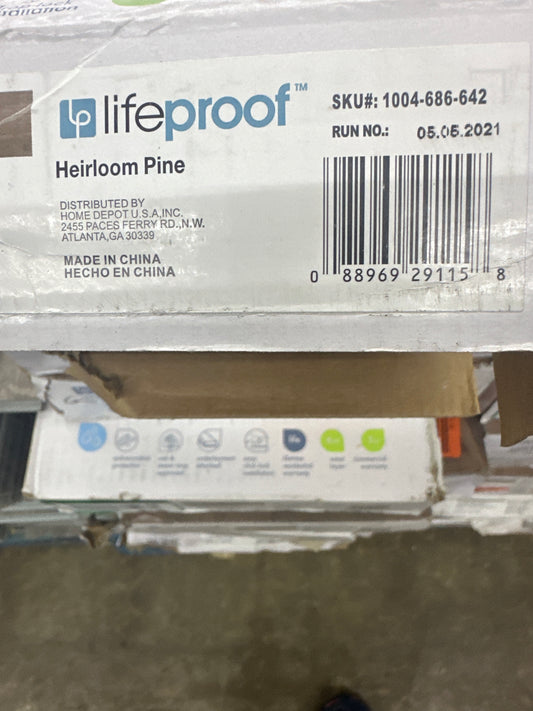 installation
lifeproof™
SKU#: 1004-686-642
RUN NO.: 05.05.2021
Heirloom Pine
DISTRIBUTED BY
HOME DEPOT U.S.A,INC.
2455 PACES FERRY RD.,N.W.
ATLANTA,GA 30339
MADE IN CHINA
HECHO EN CHINA
0 88969 29115 8